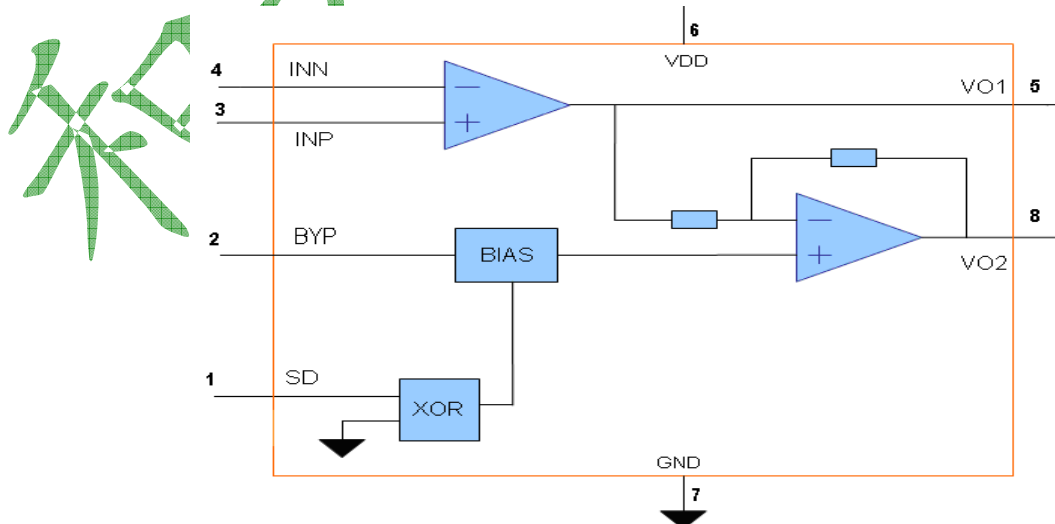 6
VDD
4 INN
3 INP
VO1 5
2 BYP
BIAS
8
VO2
1 SD
XOR
GND
7